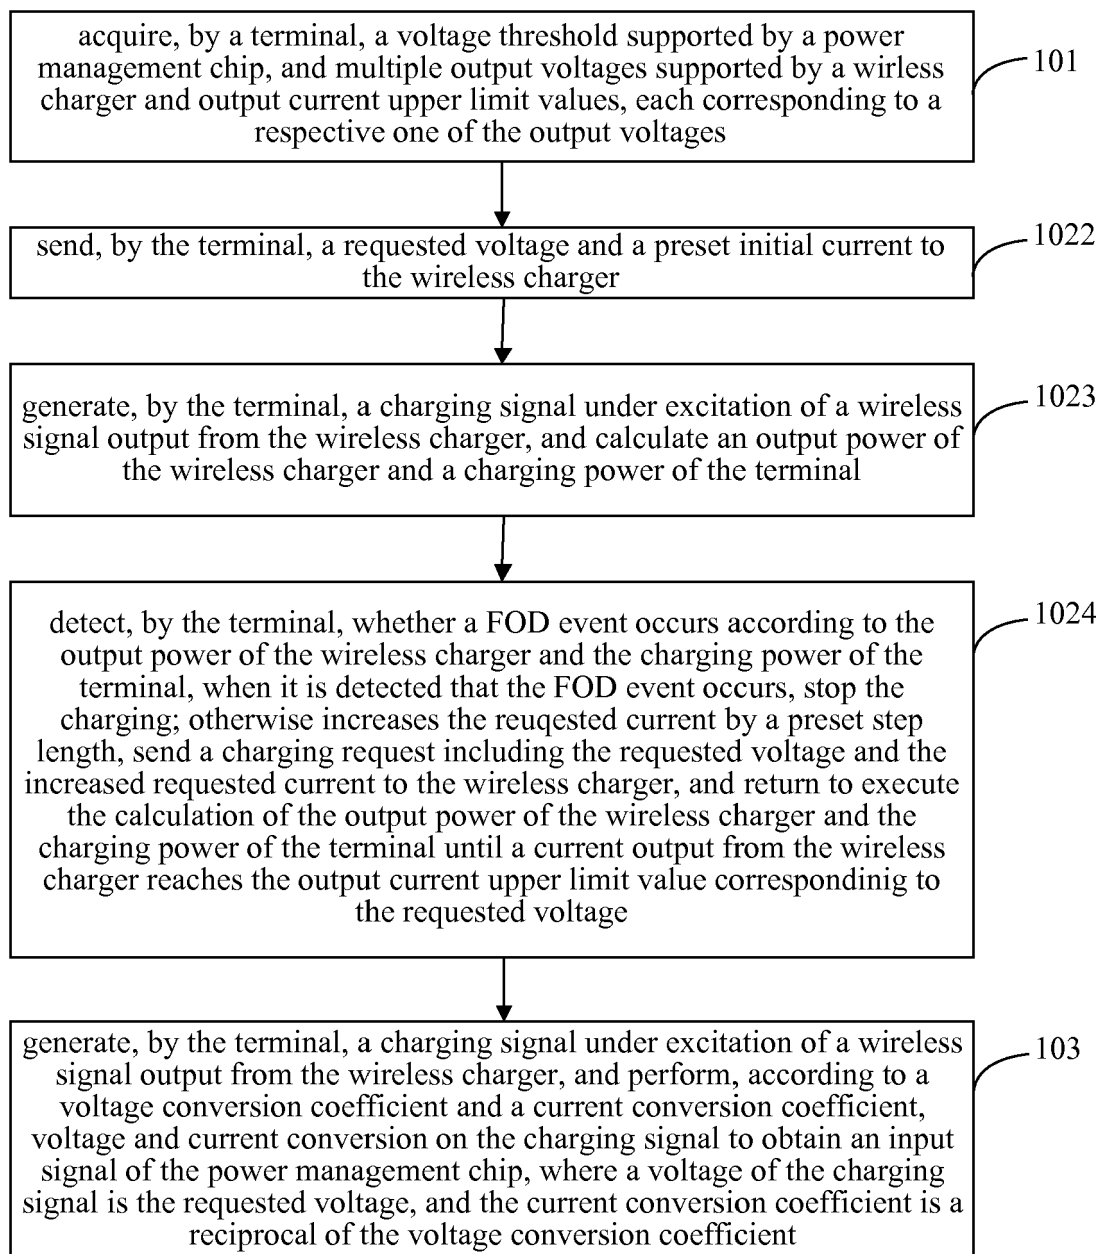 acquire, by a terminal, a voltage threshold supported by a power
management chip, and multiple output voltages supported by a wirless
charger and output current upper limit values, each corresponding to a
respective one of the output voltages
101
send, by the terminal, a requested voltage and a preset initial current to
the wireless charger
1022
generate, by the terminal, a charging signal under excitation of a wireless
signal output from the wireless charger, and calculate an output power of
the wireless charger and a charging power of the terminal
1023
detect, by the terminal, whether a FOD event occurs according to the
output power of the wireless charger and the charging power of the
terminal, when it is detected that the FOD event occurs, stop the
charging; otherwise increases the reuqested current by a preset step
length, send a charging request including the requested voltage and the
increased requested current to the wireless charger, and return to execute
the calculation of the output power of the wireless charger and the
charging power of the terminal until a current output from the wireless
charger reaches the output current upper limit value correspondinig to
the requested voltage
1024
generate, by the terminal, a charging signal under excitation of a wireless
signal output from the wireless charger, and perform, according to a
voltage conversion coefficient and a current conversion coefficient,
voltage and current conversion on the charging signal to obtain an input
signal of the power management chip, where a voltage of the charging
signal is the requested voltage, and the current conversion coefficient is a
reciprocal of the voltage conversion coefficient
103